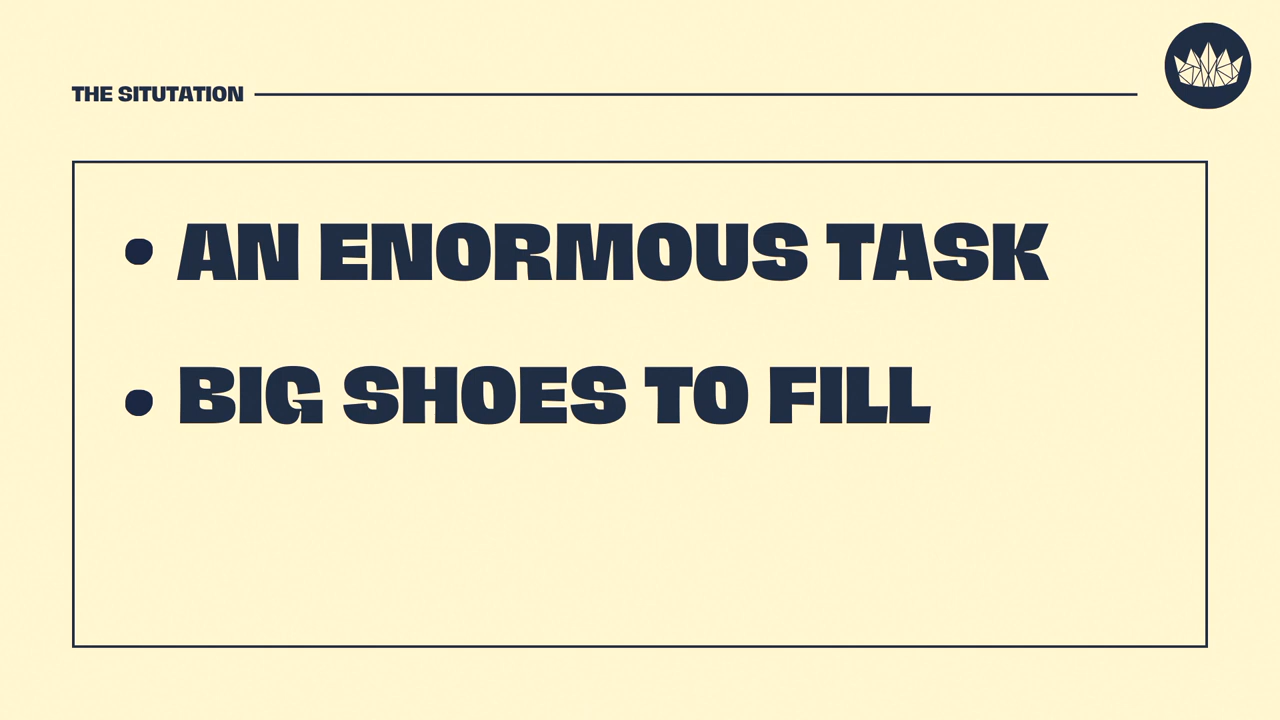 THE SITUTATION
• AN ENORMOUS TASK
• BIG SHOES TO FILL